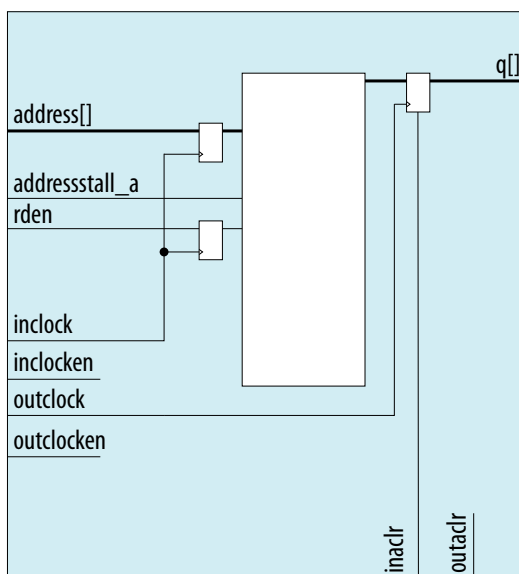 q[]
address[]
addressstall_a
rden
inclock
inclocken
outclock
outclocken
inaclr
outaclr